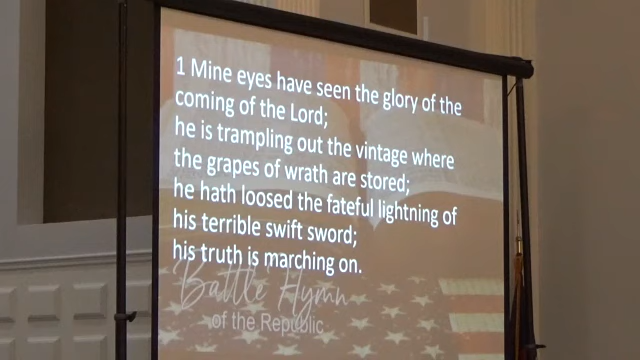 1 Mine eyes have seen the glory of the
coming of the Lord;
he is trampling out the vintage where
the grapes of wrath are stored;
he hath loosed the fateful lightning of
his terrible swift sword;
his truth is marching on.
Battle Hymn
of the Republic